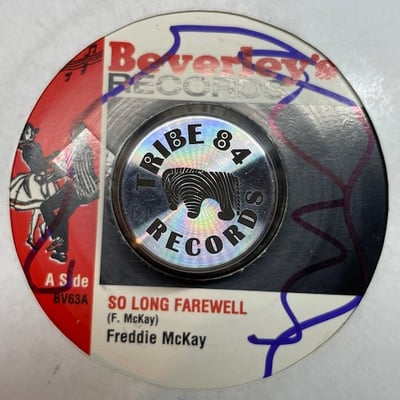 Beverley's
RECORDS
TRIBE 84
RECORDS
A Side
BV63A
SO LONG FAREWELL
(F. McKay)
Freddie McKay